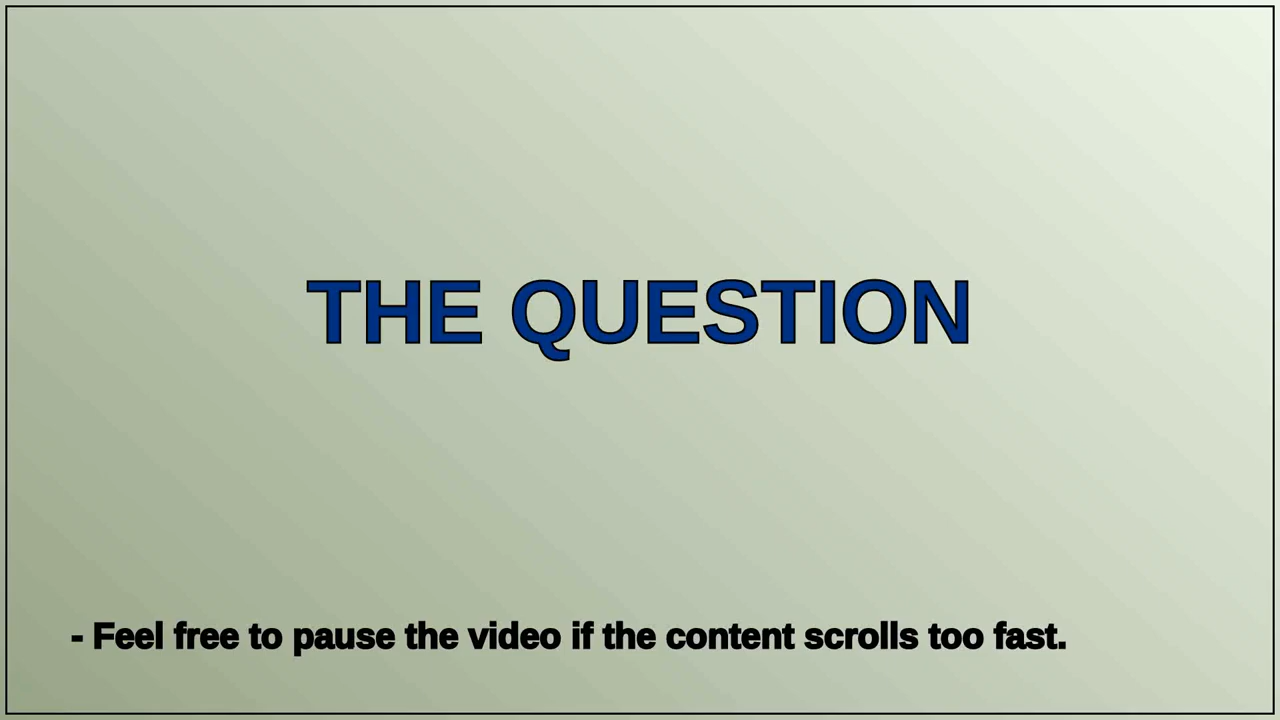 THE QUESTION
- Feel free to pause the video if the content scrolls too fast.